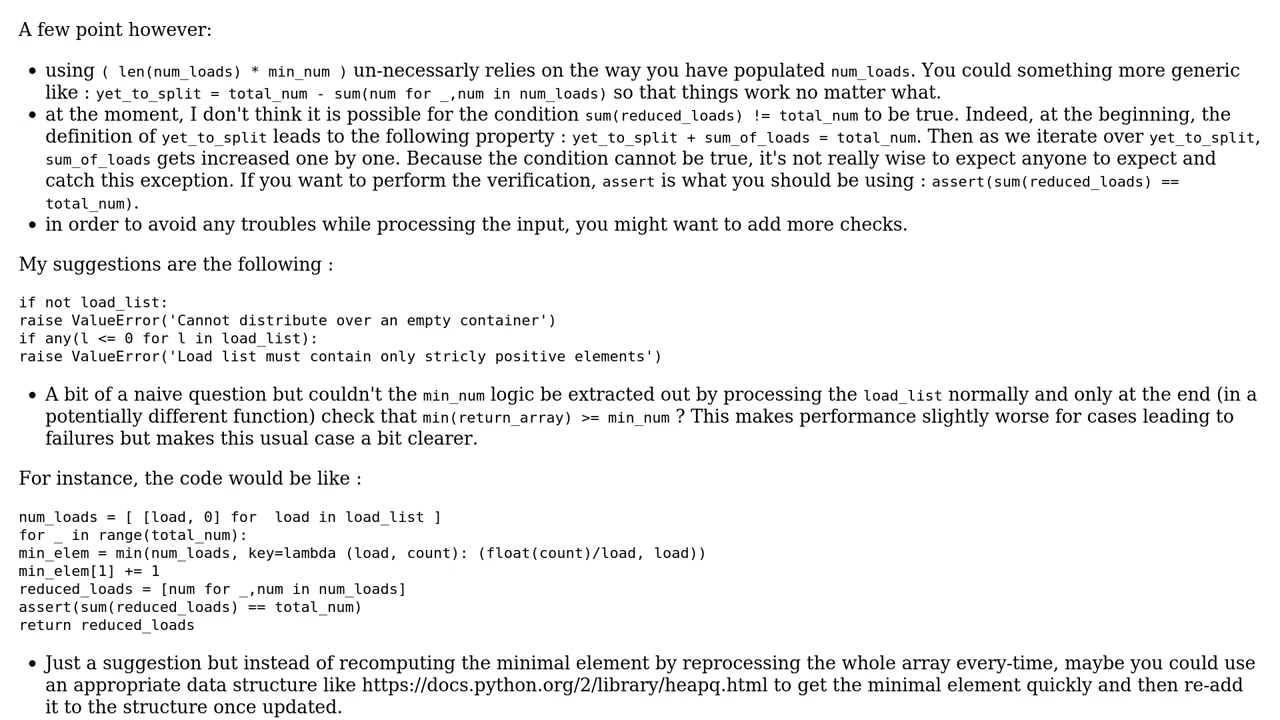 A few point however:
• using ( len(num_loads) * min_num ) un-necessarly relies on the way you have populated num_loads. You could something more generic
like : yet_to_split = total_num - sum(num for _,num in num_loads) so that things work no matter what.
• at the moment, I don't think it is possible for the condition sum(reduced_loads) != total_num to be true. Indeed, at the beginning, the
definition of yet_to_split leads to the following property : yet_to_split + sum_of_loads = total_num. Then as we iterate over yet_to_split,
sum_of_loads gets increased one by one. Because the condition cannot be true, it's not really wise to expect anyone to expect and
catch this exception. If you want to perform the verification, assert is what you should be using : assert(sum(reduced_loads) ==
total_num).
• in order to avoid any troubles while processing the input, you might want to add more checks.
My suggestions are the following :
if not load_list:
raise ValueError('Cannot distribute over an empty container')
if any(l <= 0 for l in load_list):
raise ValueError('Load list must contain only stricly positive elements')
• A bit of a naive question but couldn't the min_num logic be extracted out by processing the load_list normally and only at the end (in a
potentially different function) check that min(return_array) >= min_num ? This makes performance slightly worse for cases leading to
failures but makes this usual case a bit clearer.
For instance, the code would be like :
num_loads = [ [load, 0] for  load in load_list ]
for _ in range(total_num):
min_elem = min(num_loads, key=lambda (load, count): (float(count)/load, load))
min_elem[1] += 1
reduced_loads = [num for _,num in num_loads]
assert(sum(reduced_loads) == total_num)
return reduced_loads
• Just a suggestion but instead of recomputing the minimal element by reprocessing the whole array every-time, maybe you could use
an appropriate data structure like https://docs.python.org/2/library/heapq.html to get the minimal element quickly and then re-add
it to the structure once updated.